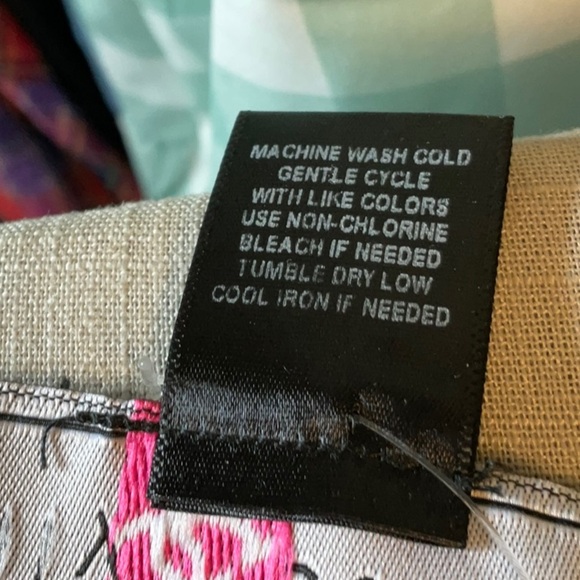 MACHINE WASH COLD
GENTLE CYCLE
WITH LIKE COLORS
USE NON-CHLORINE
BLEACH IF NEEDED
TUMBLE DRY LOW
COOL IRON IF NEEDED